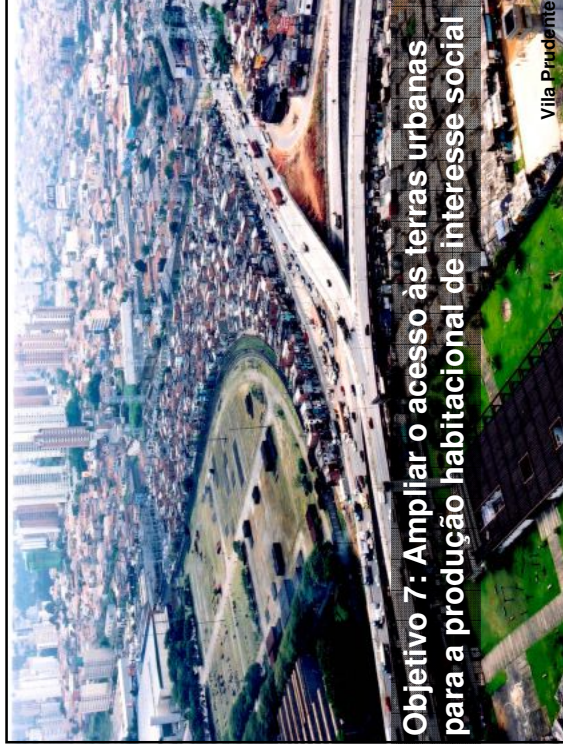 Objetivo 7: Ampliar o acesso às terras urbanas
para a produção habitacional de interesse social
Vila Prudente